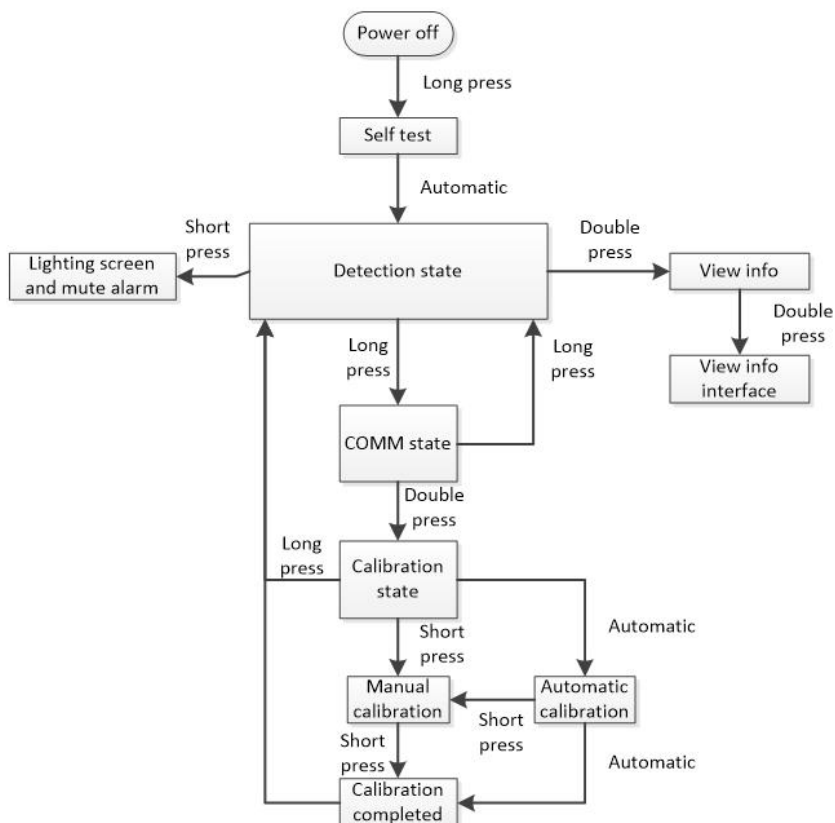 Power off
Long press
Self test
Automatic
Short
press
Double
press
Lighting screen
and mute alarm
Detection state
View info
Double
press
Long
press
Long
press
View info
interface
COMM state
Double
press
Long
press
Calibration
state
Short
press
Automatic
Manual
calibration
Automatic
calibration
Short
press
Short
press
Automatic
Calibration
completed